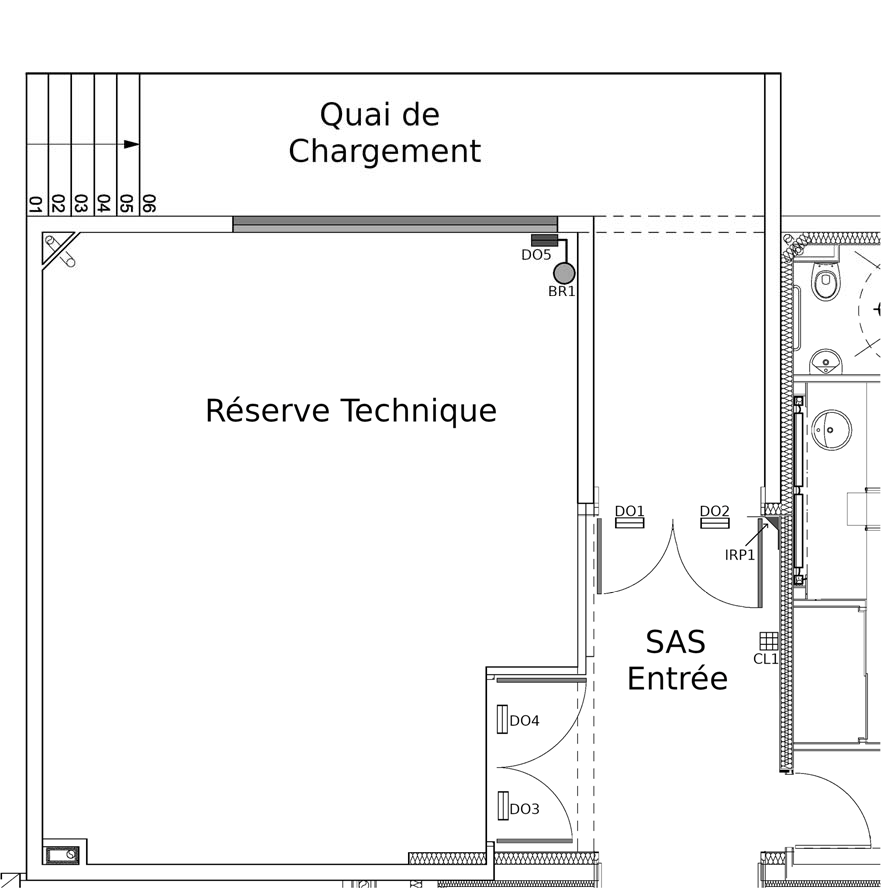 Quai de
Chargement
01 02 03 04 05 06
DO5
BR1
Réserve Technique
DO1
DO2
IRP1
SAS
Entrée
CL1
DO4
DO3